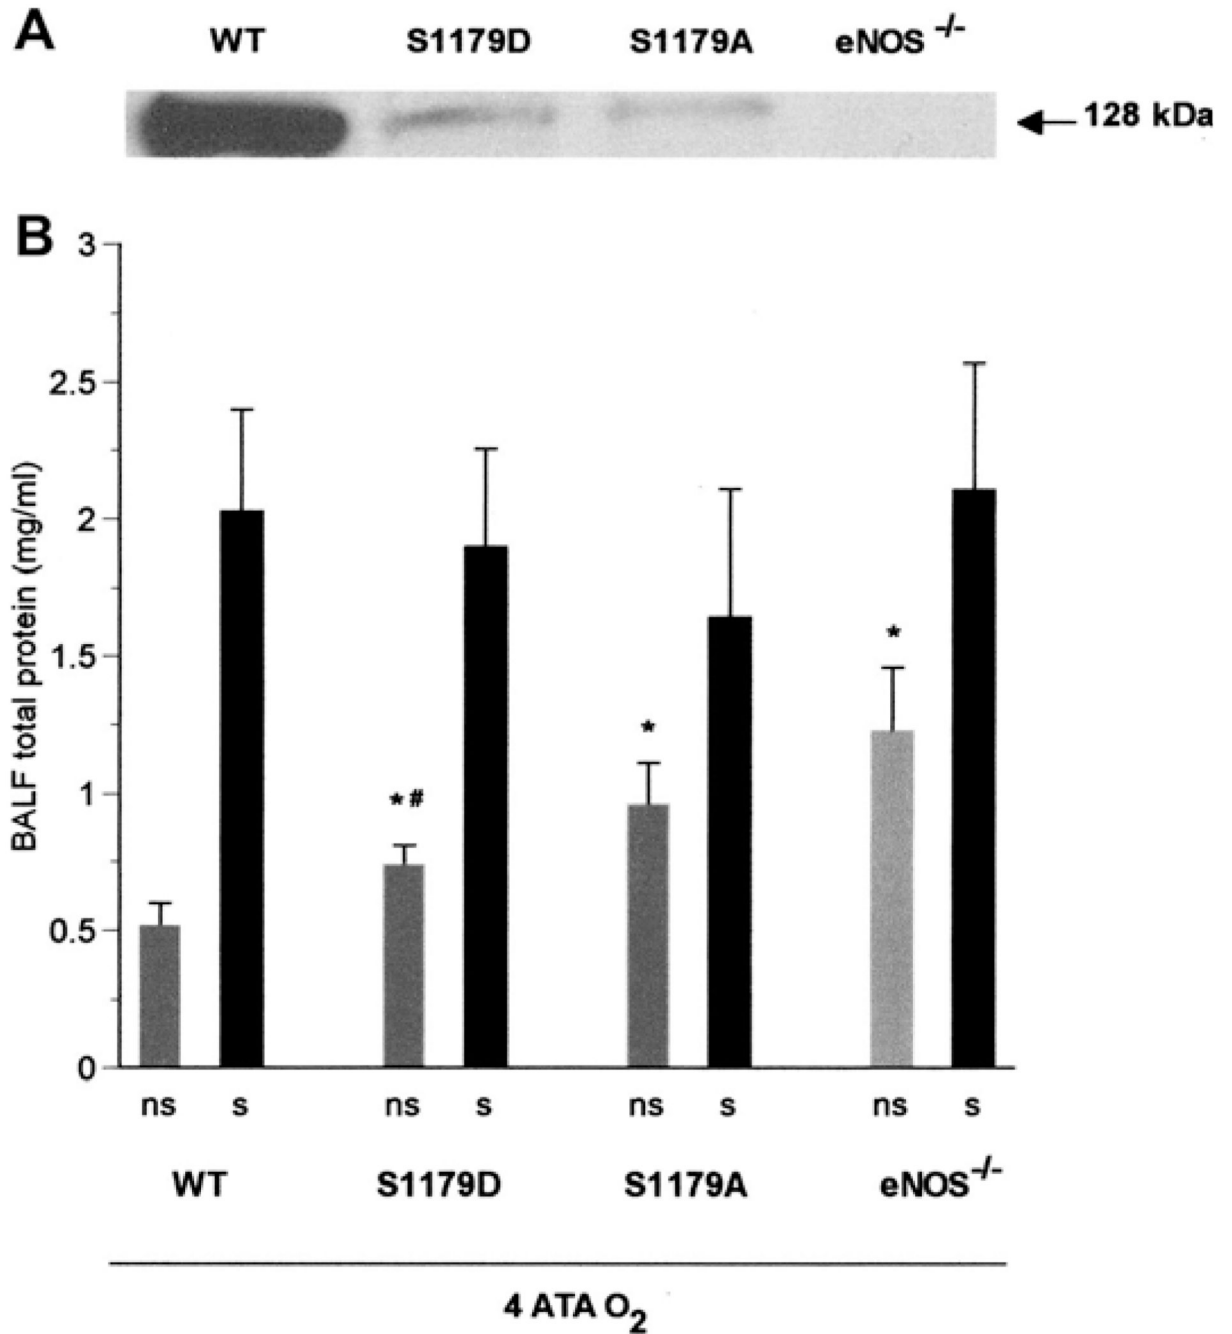 A
WT S1179D S1179A eNOS -/-
128 kDa
B
3
2.5
2
1.5
1
0.5
0
BALF total protein (mg/ml)
*#
*
*
ns s ns s ns s ns s
WT S1179D S1179A eNOS-/-
4 ATA O2